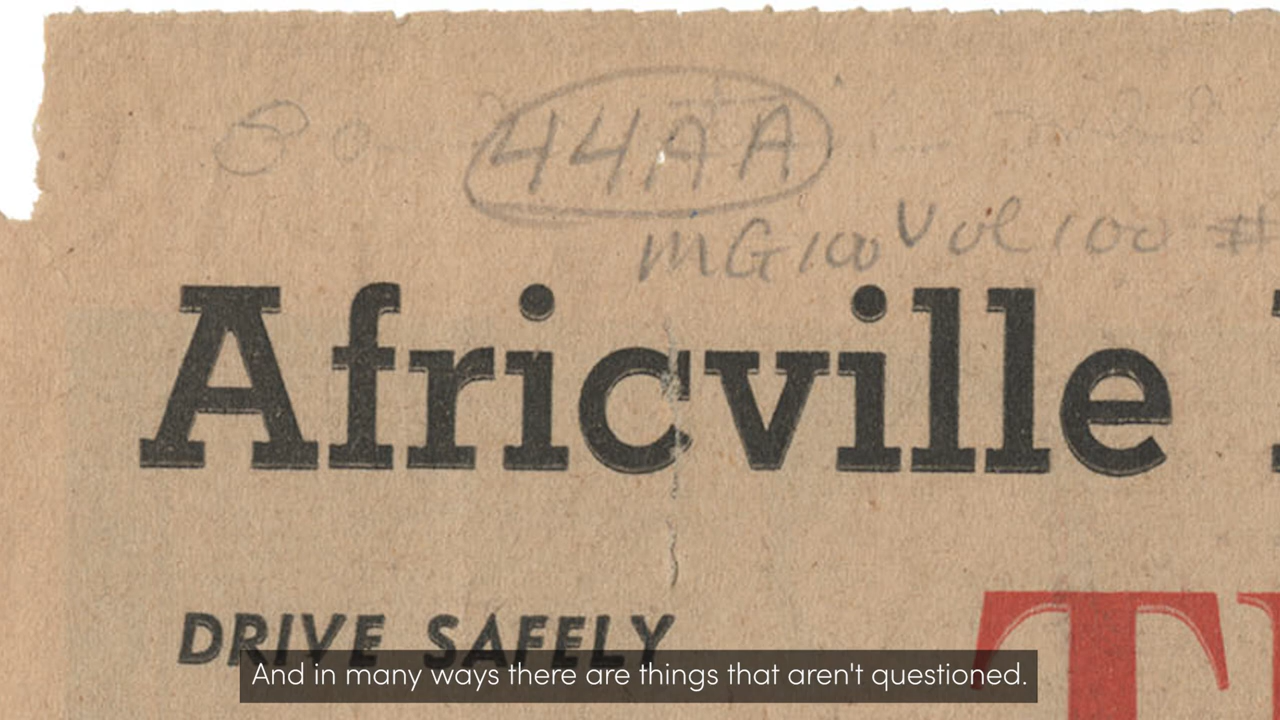 44AA
MG100 Vol 100 #
Africville
DRIVE SAFELY
T
And in many ways there are things that aren't questioned.